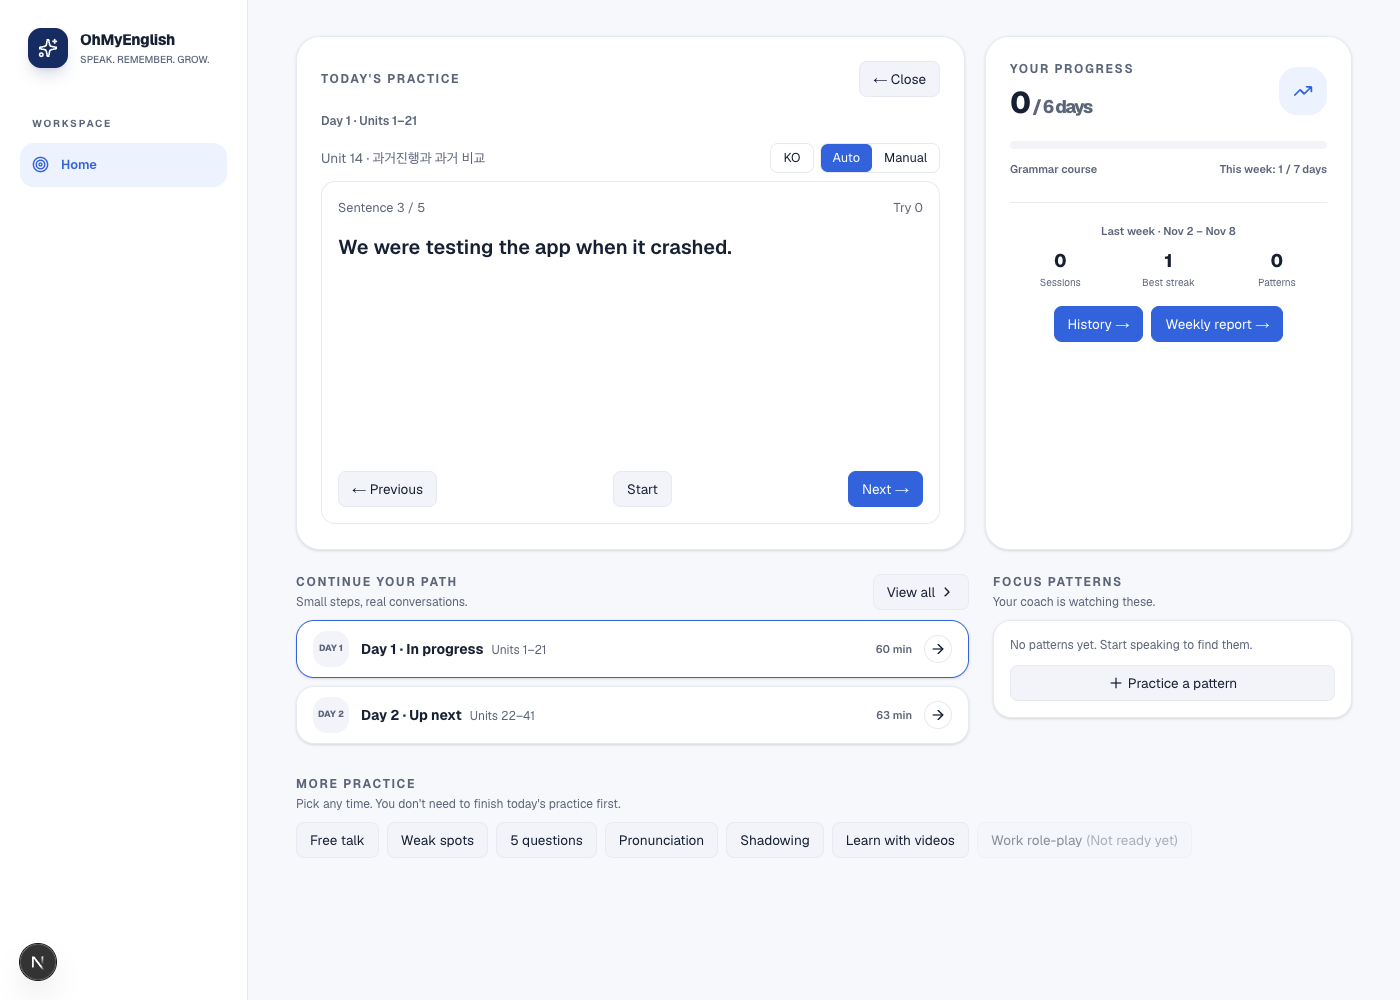 OhMyEnglish
SPEAK. REMEMBER. GROW.
WORKSPACE
Home
TODAY'S PRACTICE
← Close
Day 1 · Units 1–21
Unit 14 · 과거진행과 과거 비교
KO
Auto
Manual
Sentence 3 / 5
Try 0
We were testing the app when it crashed.
← Previous
Start
Next →
YOUR PROGRESS
0 / 6 days
Grammar course
This week: 1 / 7 days
Last week · Nov 2 – Nov 8
0
1
0
Sessions
Best streak
Patterns
History →
Weekly report →
CONTINUE YOUR PATH
Small steps, real conversations.
View all
DAY 1
Day 1 · In progress Units 1–21
60 min
DAY 2
Day 2 · Up next Units 22–41
63 min
FOCUS PATTERNS
Your coach is watching these.
No patterns yet. Start speaking to find them.
+ Practice a pattern
MORE PRACTICE
Pick any time. You don't need to finish today's practice first.
Free talk
Weak spots
5 questions
Pronunciation
Shadowing
Learn with videos
Work role-play (Not ready yet)
N